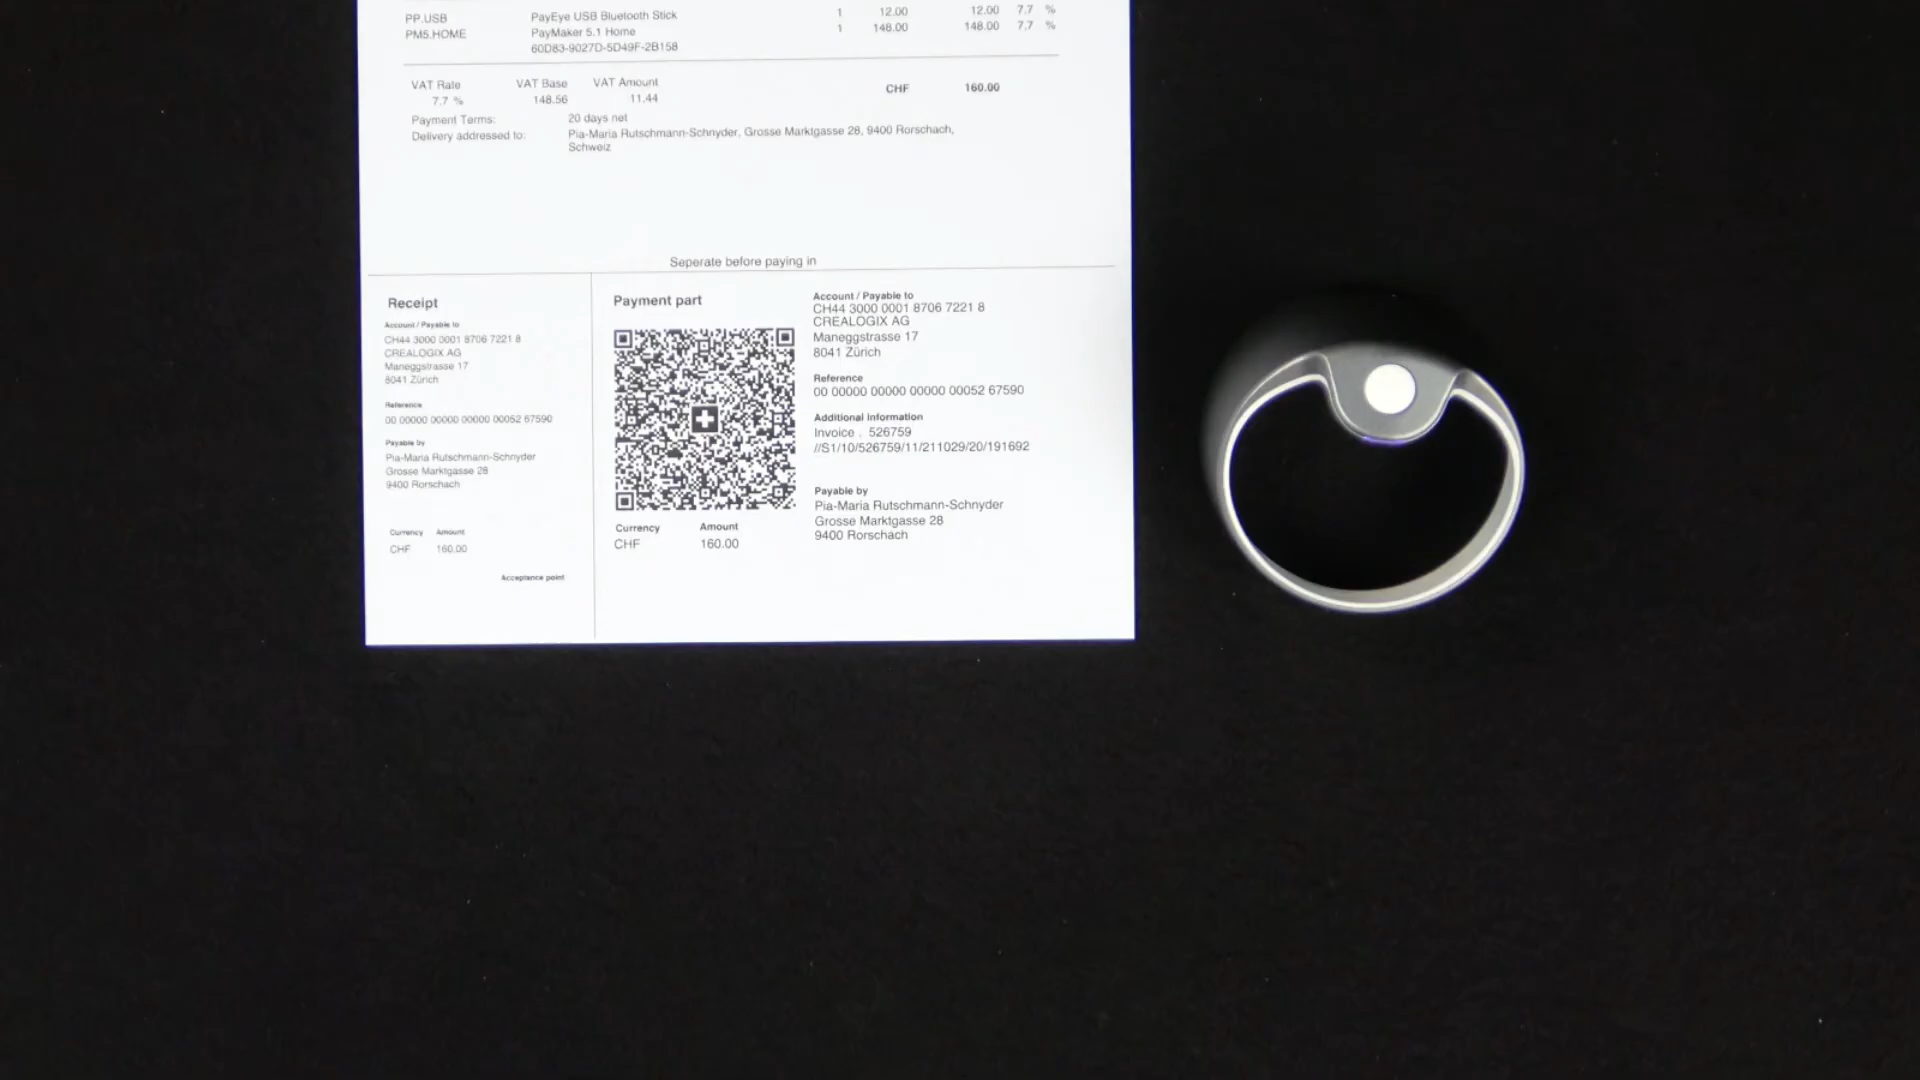 PP.USB PayEye USB Bluetooth Stick 1 12.00 12.00 7.7 %
PM5.HOME PayMaker 5.1 Home 1 148.00 148.00 7.7 %
60D83-9027D-5D49F-2B158
VAT Rate VAT Base VAT Amount CHF 160.00
7.7 % 148.56 11.44
Payment Terms: 20 days net
Delivery addressed to: Pia-Maria Rutschmann-Schnyder, Grosse Marktgasse 28, 9400 Rorschach,
Schweiz
Seperate before paying in
Receipt
Account / Payable to
CH44 3000 0001 8706 7221 8
CREALOGIX AG
Maneggstrasse 17
8041 Zürich
Reference
00 00000 00000 00000 00052 67590
Payable by
Pia-Maria Rutschmann-Schnyder
Grosse Marktgasse 28
9400 Rorschach
Currency Amount
CHF 160.00
Acceptance point
Payment part
Currency Amount
CHF 160.00
Account / Payable to
CH44 3000 0001 8706 7221 8
CREALOGIX AG
Maneggstrasse 17
8041 Zürich
Reference
00 00000 00000 00000 00052 67590
Additional Information
Invoice . 526759
//S1/10/526759/11/211029/20/191692
Payable by
Pia-Maria Rutschmann-Schnyder
Grosse Marktgasse 28
9400 Rorschach